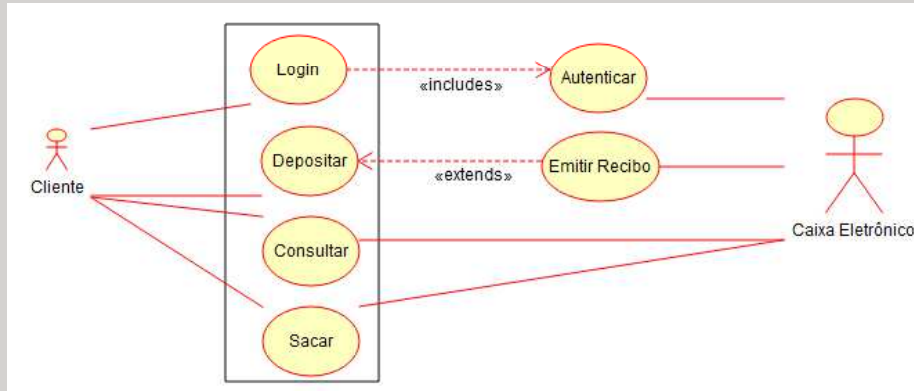 Login
«includes»
Autenticar
Cliente
Depositar
«extends»
Emitir Recibo
Caixa Eletrônico
Consultar
Sacar